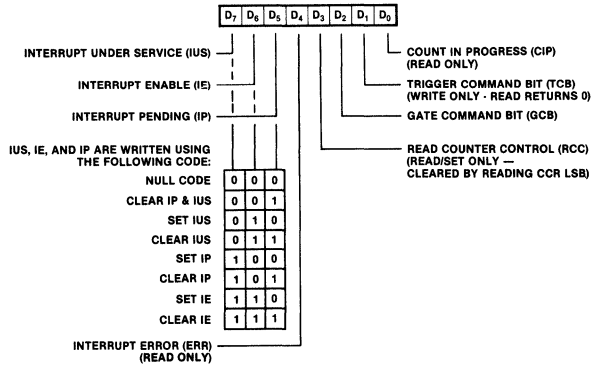 D7 D6 D5 D4 D3 D2 D1 D0
INTERRUPT UNDER SERVICE (IUS)
INTERRUPT ENABLE (IE)
INTERRUPT PENDING (IP)
IUS, IE, AND IP ARE WRITTEN USING
THE FOLLOWING CODE:
NULL CODE 0 0 0
CLEAR IP & IUS 0 0 1
SET IUS 0 1 0
CLEAR IUS 0 1 1
SET IP 1 0 0
CLEAR IP 1 0 1
SET IE 1 1 0
CLEAR IE 1 1 1
INTERRUPT ERROR (ERR)
(READ ONLY)
COUNT IN PROGRESS (CIP)
(READ ONLY)
TRIGGER COMMAND BIT (TCB)
(WRITE ONLY - READ RETURNS 0)
GATE COMMAND BIT (GCB)
READ COUNTER CONTROL (RCC)
(READ/SET ONLY —
CLEARED BY READING CCR LSB)